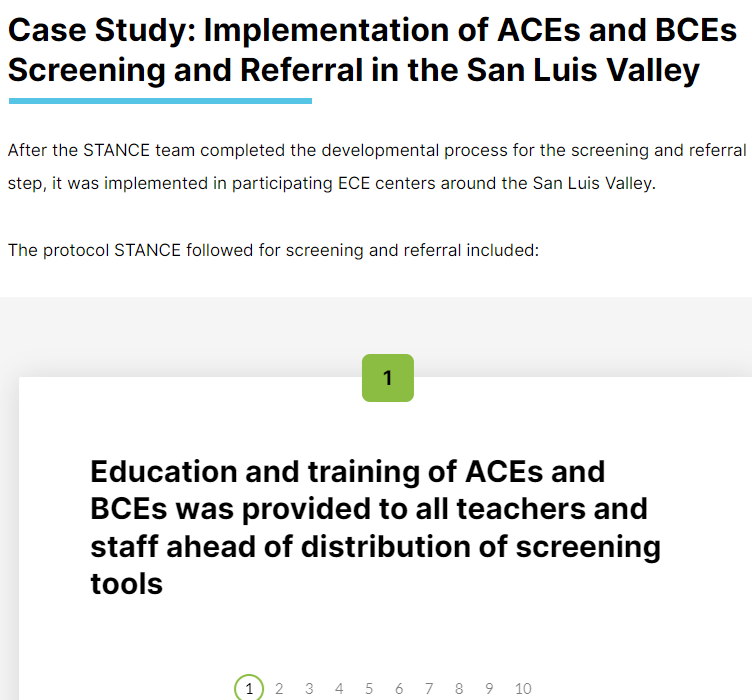 Case Study: Implementation of ACEs and BCEs
Screening and Referral in the San Luis Valley
After the STANCE team completed the developmental process for the screening and referral
step, it was implemented in participating ECE centers around the San Luis Valley.
The protocol STANCE followed for screening and referral included:
1
Education and training of ACEs and
BCEs was provided to all teachers and
staff ahead of distribution of screening
tools
1 2 3 4 5 6 7 8 9 10